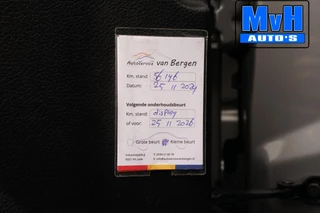 MvH
AUTO'S
Autoservice van Bergen
Km. stand: 86146
Datum: 25 11 2024
Volgende onderhoudsbeurt
Km. stand: display
of voor: 25 11 2026
Grote beurt Kleine beurt